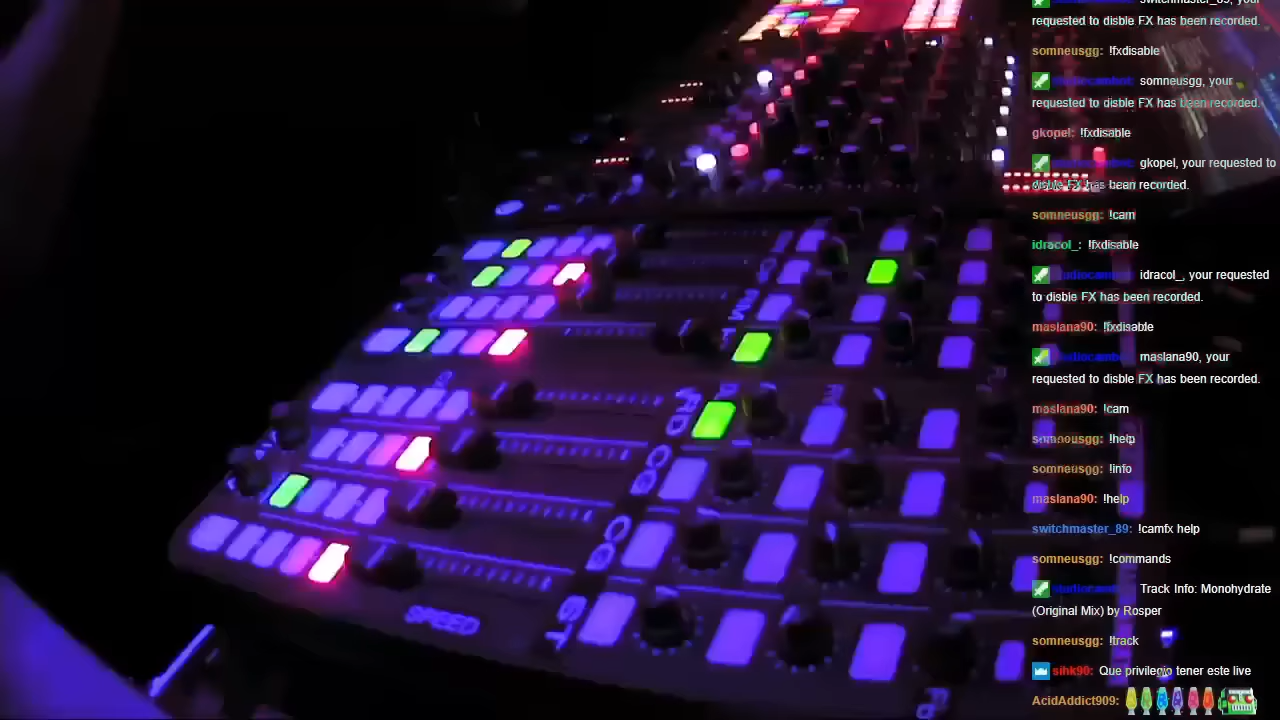 requested to disble FX has been recorded.
somneusgg: !fxdisable
somneusgg, your
requested to disble FX has been recorded.
gkopel: !fxdisable
gkopel, your requested to
disble FX has been recorded.
somneusgg: !cam
idracol_: !fxdisable
idracol_, your requested
to disble FX has been recorded.
maslana90: !fxdisable
maslana90, your
requested to disble FX has been recorded.
maslana90: !cam
somneusgg: !help
somneusgg: !info
maslana90: !help
switchmaster_89: !camfx help
somneusgg: !commands
Track Info: Monohydrate
(Original Mix) by Rosper
somneusgg: !track
sihk90: Que privilegio tener este live
AcidAddict909:
SPEED